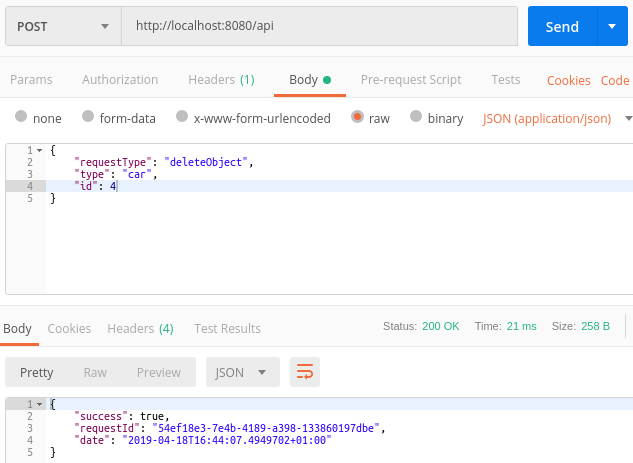 POST http://localhost:8080/api Send
Params Authorization Headers (1) Body Pre-request Script Tests Cookies Code
none form-data x-www-form-urlencoded raw binary JSON (application/json)
1 {
2 "requestType": "deleteObject",
3 "type": "car",
4 "id": 4
5 }
Body Cookies Headers (4) Test Results Status: 200 OK Time: 21 ms Size: 258 B
Pretty Raw Preview JSON
1 {
2 "success": true,
3 "requestId": "54ef18e3-7e4b-4189-a398-133860197dbe",
4 "date": "2019-04-18T16:44:07.4949702+01:00"
5 }